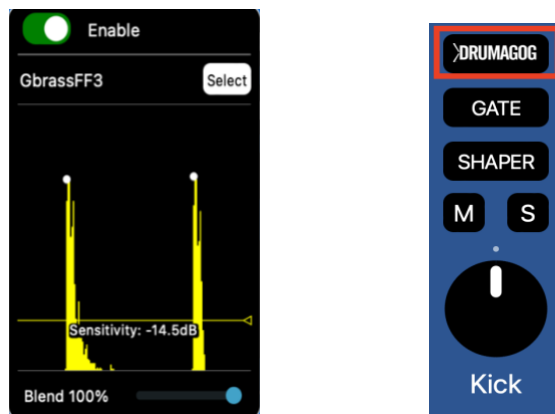 Enable
GbrassFF3 Select
Sensitivity: -14.5dB
Blend 100%
DRUMAGOG
GATE
SHAPER
M S
Kick